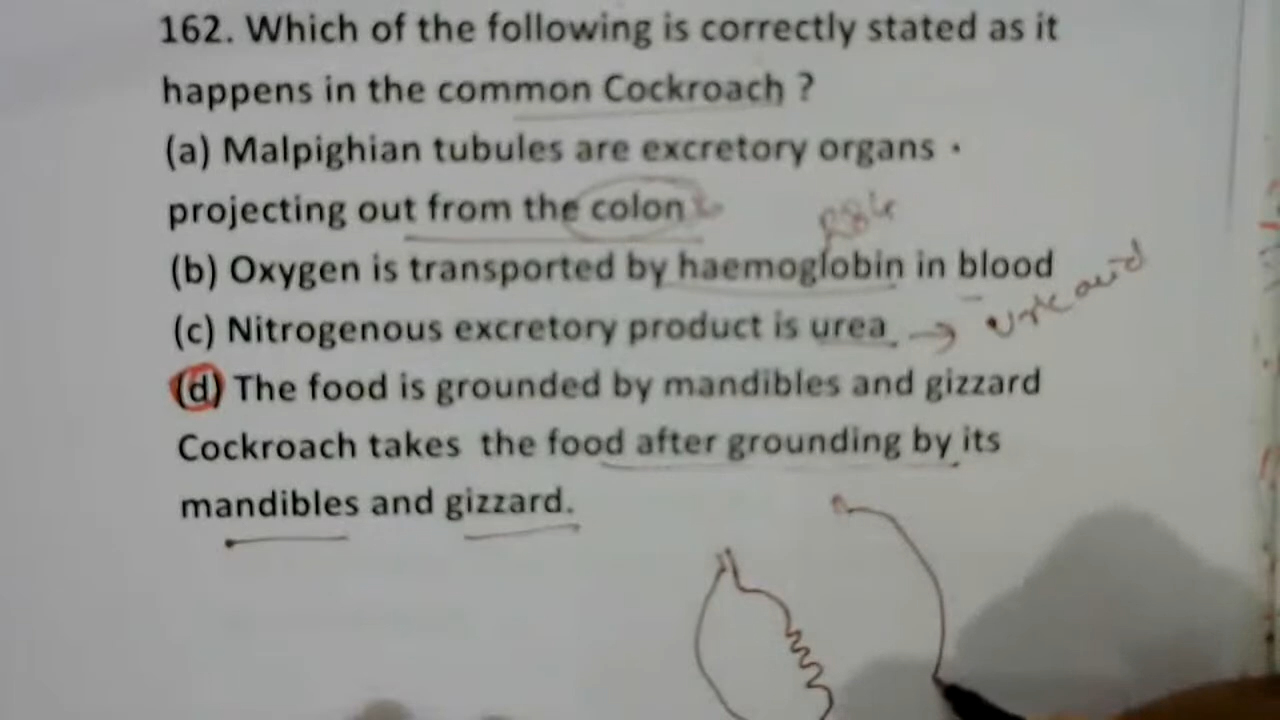 162. Which of the following is correctly stated as it
happens in the common Cockroach ?
(a) Malpighian tubules are excretory organs
projecting out from the colon
(b) Oxygen is transported by haemoglobin in blood
(c) Nitrogenous excretory product is urea → uric acid
(d) The food is grounded by mandibles and gizzard
Cockroach takes the food after grounding by its
mandibles and gizzard.